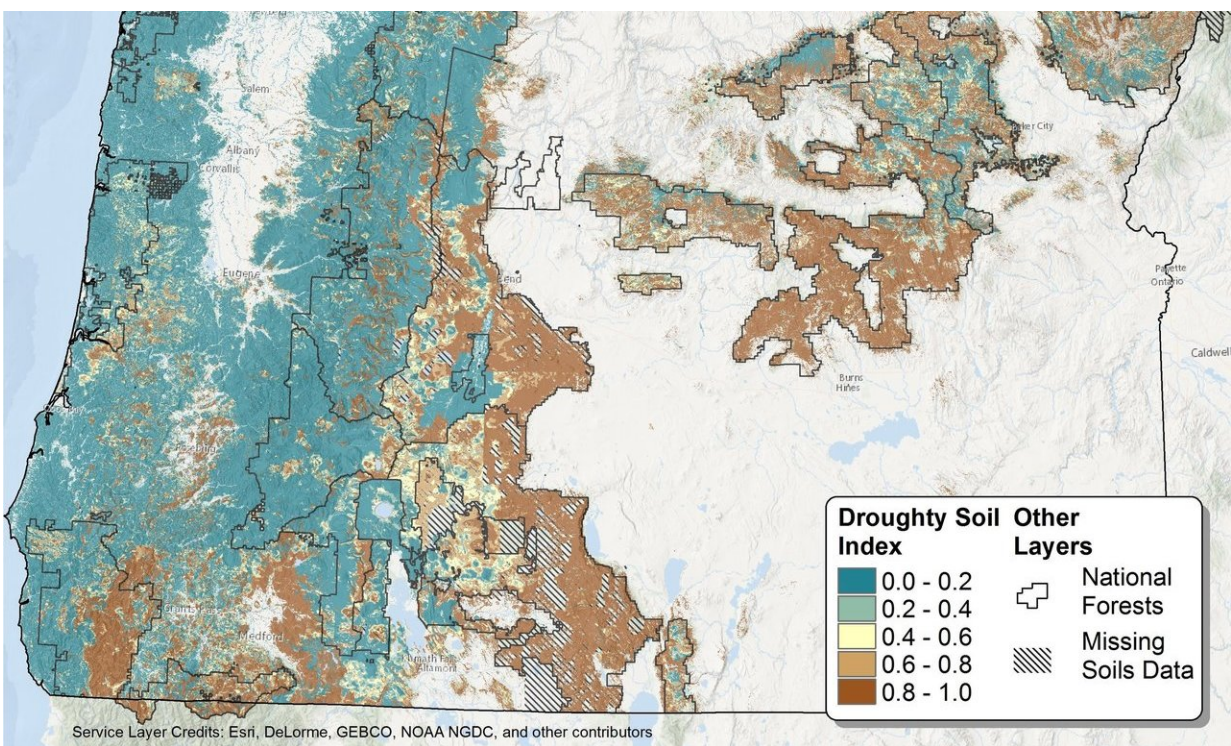 Salem
Albany
Corvallis
Eugene
Bend
Baker City
Payette
Ontario
Caldwell
Burns
Hines
Grants Pass
Medford
Klamath Falls
Altamont
Droughty Soil Index
0.0 - 0.2
0.2 - 0.4
0.4 - 0.6
0.6 - 0.8
0.8 - 1.0
Other Layers
National Forests
Missing Soils Data
Service Layer Credits: Esri, DeLorme, GEBCO, NOAA NGDC, and other contributors